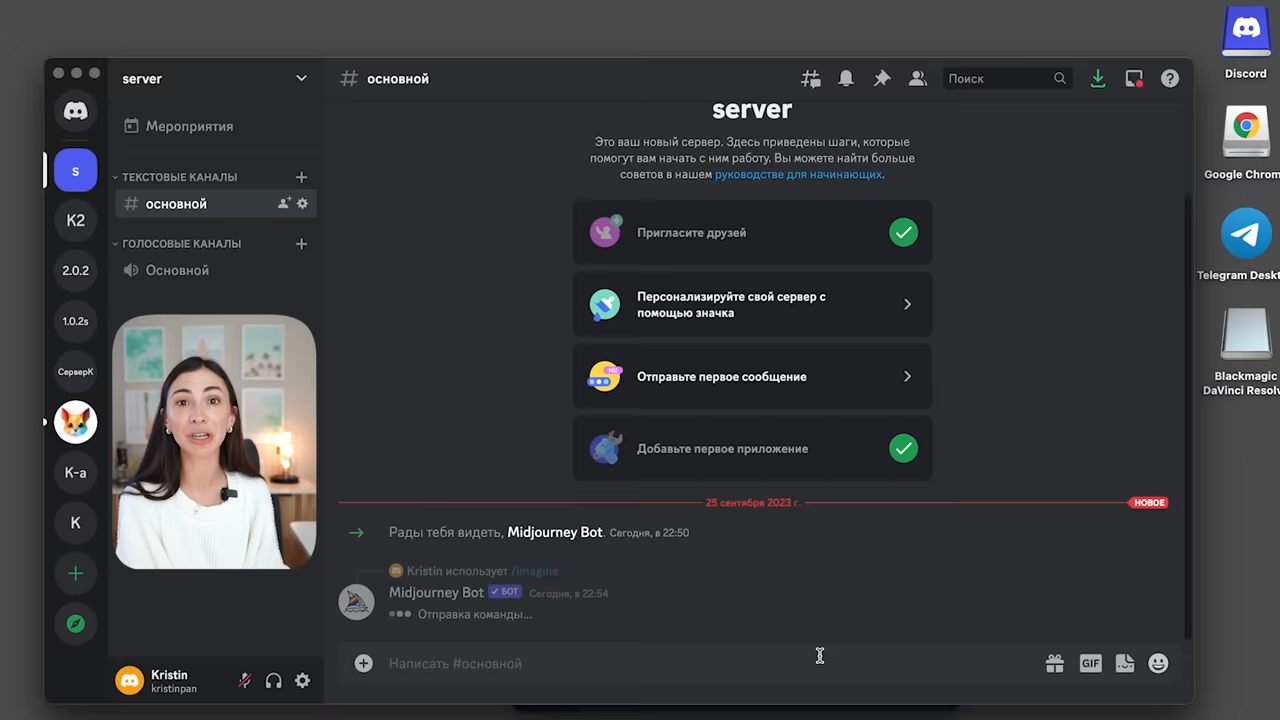 server
Мероприятия
ТЕКСТОВЫЕ КАНАЛЫ
основной
ГОЛОСОВЫЕ КАНАЛЫ
Основной
S
K2
2.0.2
1.0.2s
СерверК
K-a
K
Kristin
kristinpan
основной
Поиск
server
Это ваш новый сервер. Здесь приведены шаги, которые
помогут вам начать с ним работу. Вы можете найти больше
советов в нашем руководстве для начинающих.
Пригласите друзей
Персонализируйте свой сервер с
помощью значка
Отправьте первое сообщение
Добавьте первое приложение
25 сентября 2023 г.
НОВОЕ
Рады тебя видеть, Midjourney Bot. Сегодня, в 22:50
Kristin использует /imagine
Midjourney Bot ✓ БОТ Сегодня, в 22:54
Отправка команды...
Написать #основной
GIF
Discord
Google Chrom
Telegram Deskt
Blackmagic
DaVinci Resolv